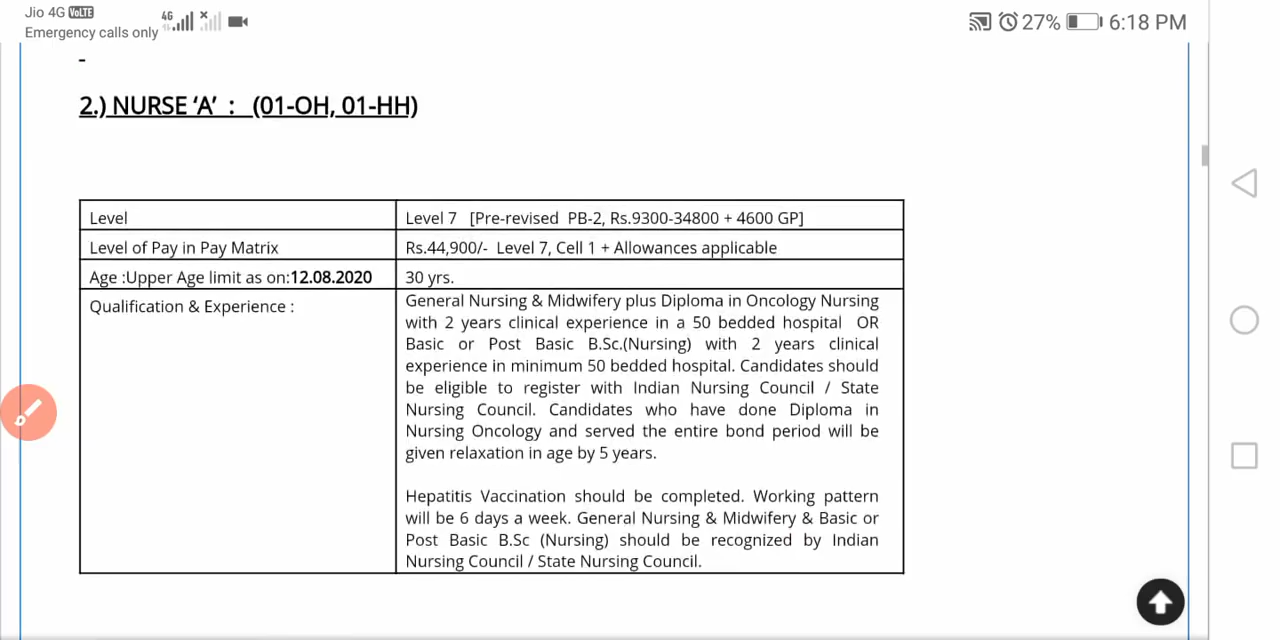 Jio 4G VoLTE 4G 27% 6:18 PM
Emergency calls only
-
2.) NURSE ‘A’ : (01-OH, 01-HH)
Level Level 7 [Pre-revised PB-2, Rs.9300-34800 + 4600 GP]
Level of Pay in Pay Matrix Rs.44,900/- Level 7, Cell 1 + Allowances applicable
Age :Upper Age limit as on:12.08.2020 30 yrs.
Qualification & Experience : General Nursing & Midwifery plus Diploma in Oncology Nursing
with 2 years clinical experience in a 50 bedded hospital OR
Basic or Post Basic B.Sc.(Nursing) with 2 years clinical
experience in minimum 50 bedded hospital. Candidates should
be eligible to register with Indian Nursing Council / State
Nursing Council. Candidates who have done Diploma in
Nursing Oncology and served the entire bond period will be
given relaxation in age by 5 years.
Hepatitis Vaccination should be completed. Working pattern
will be 6 days a week. General Nursing & Midwifery & Basic or
Post Basic B.Sc (Nursing) should be recognized by Indian
Nursing Council / State Nursing Council.